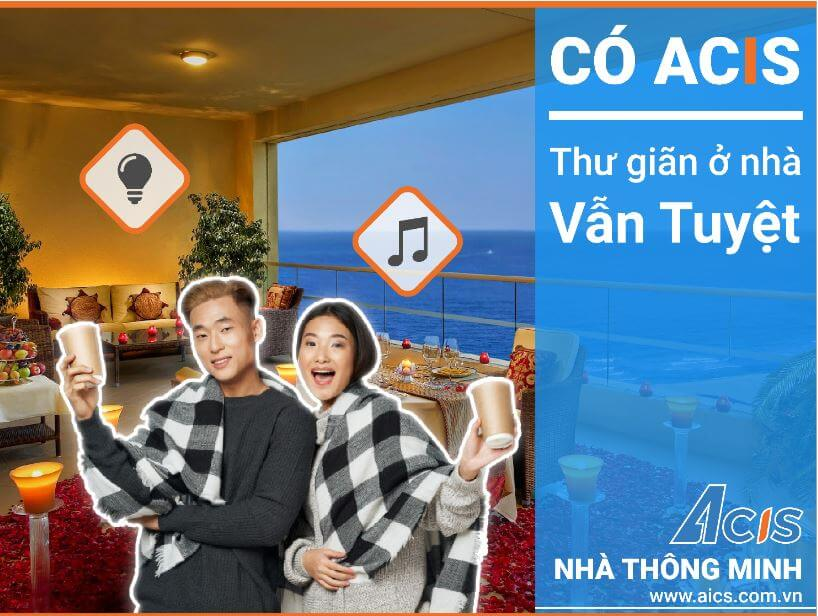 CÓ ACIS
Thư giãn ở nhà
Vẫn Tuyệt
Acis
NHÀ THÔNG MINH
www.aics.com.vn